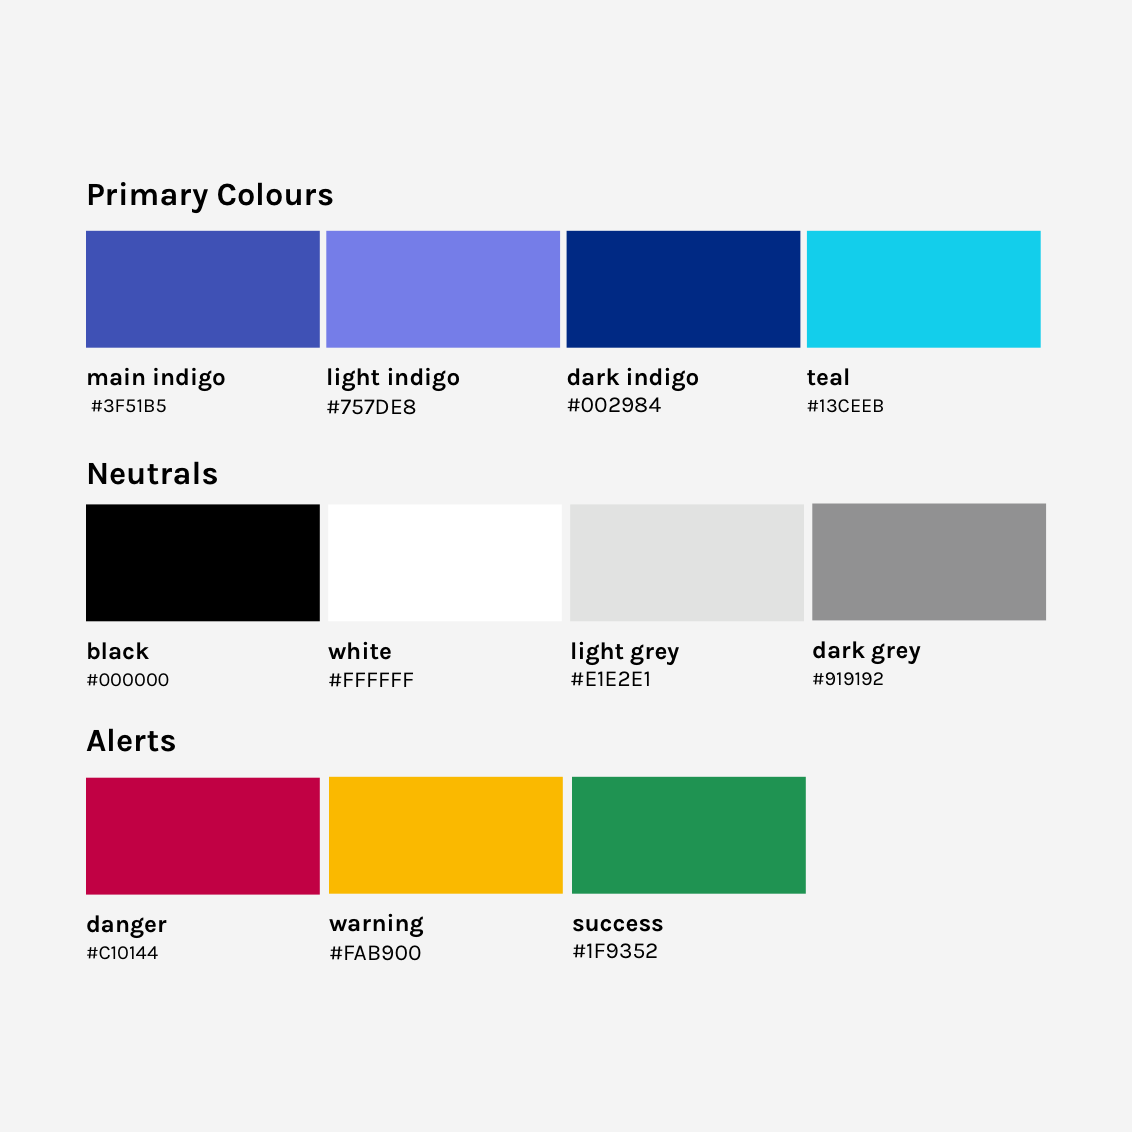 Primary Colours
main indigo light indigo dark indigo teal
#3F51B5 #757DE8 #002984 #13CEEB
Neutrals
black white light grey dark grey
#000000 #FFFFFF #E1E2E1 #919192
Alerts
danger warning success
#C10144 #FAB900 #1F9352